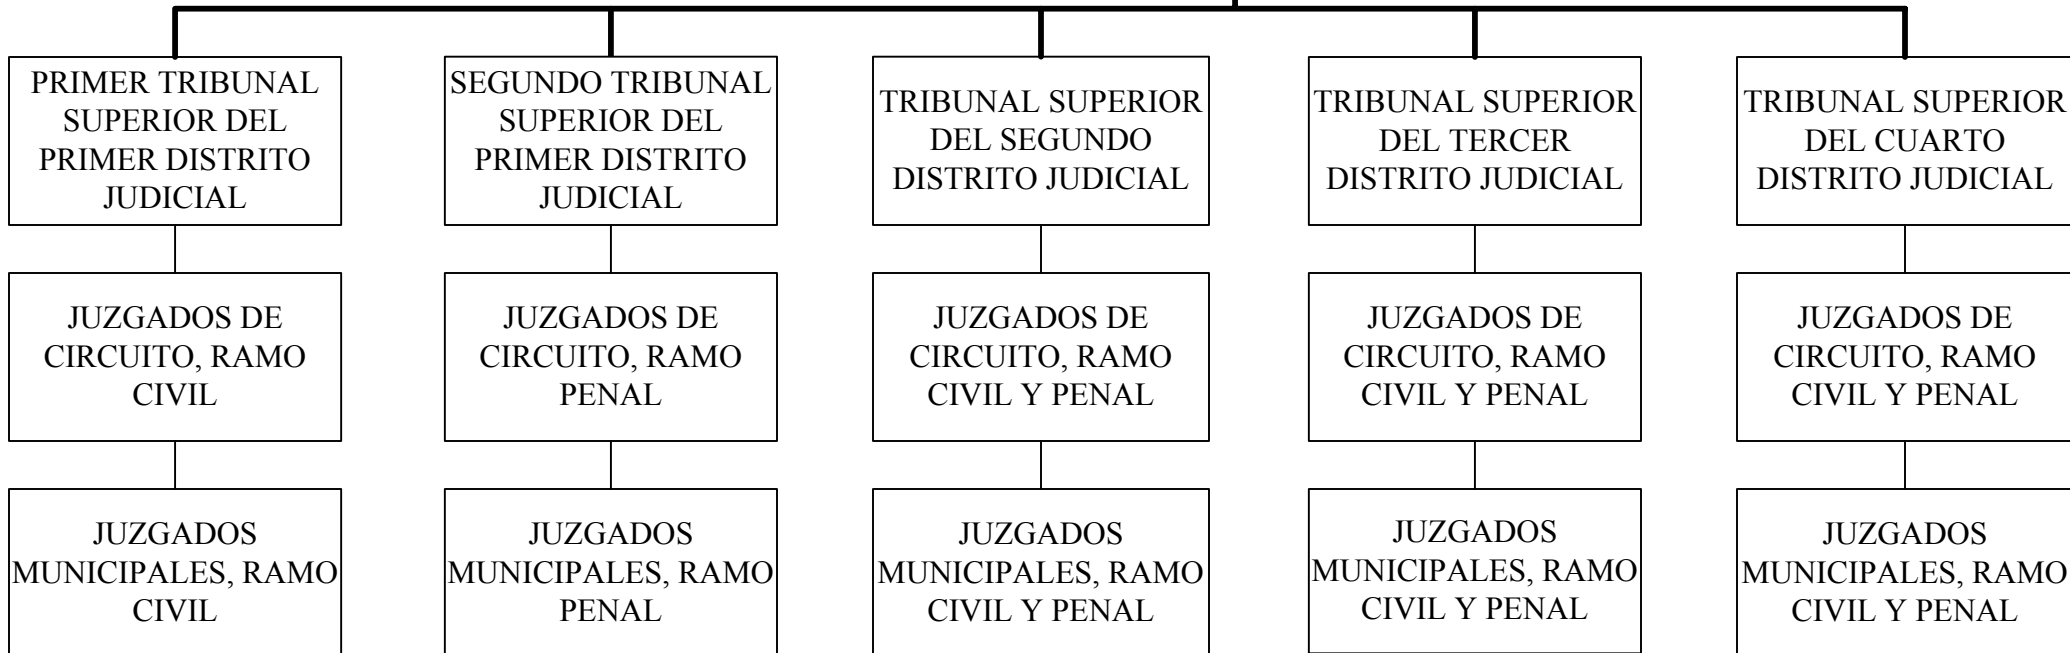 PRIMER TRIBUNAL
SUPERIOR DEL
PRIMER DISTRITO
JUDICIAL
SEGUNDO TRIBUNAL
SUPERIOR DEL
PRIMER DISTRITO
JUDICIAL
TRIBUNAL SUPERIOR
DEL SEGUNDO
DISTRITO JUDICIAL
TRIBUNAL SUPERIOR
DEL TERCER
DISTRITO JUDICIAL
TRIBUNAL SUPERIOR
DEL CUARTO
DISTRITO JUDICIAL
JUZGADOS DE
CIRCUITO, RAMO
CIVIL
JUZGADOS DE
CIRCUITO, RAMO
PENAL
JUZGADOS DE
CIRCUITO, RAMO
CIVIL Y PENAL
JUZGADOS DE
CIRCUITO, RAMO
CIVIL Y PENAL
JUZGADOS DE
CIRCUITO, RAMO
CIVIL Y PENAL
JUZGADOS
MUNICIPALES, RAMO
CIVIL
JUZGADOS
MUNICIPALES, RAMO
PENAL
JUZGADOS
MUNICIPALES, RAMO
CIVIL Y PENAL
JUZGADOS
MUNICIPALES, RAMO
CIVIL Y PENAL
JUZGADOS
MUNICIPALES, RAMO
CIVIL Y PENAL